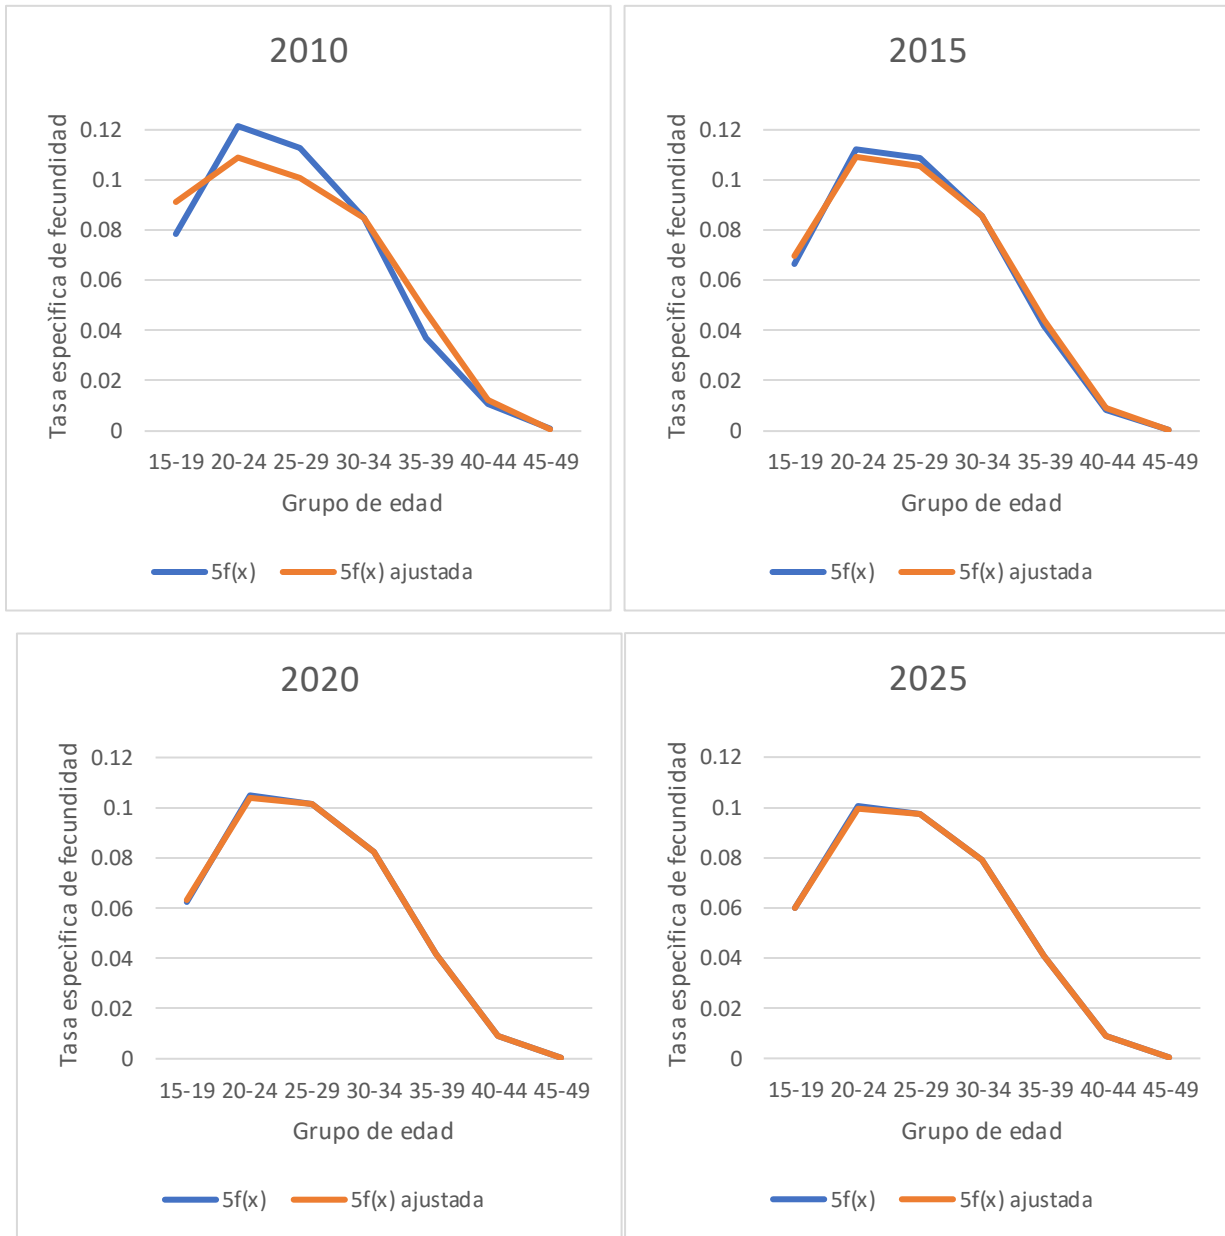 2010
Tasa especìfica de fecundidad
0.12
0.1
0.08
0.06
0.04
0.02
0
15-19 20-24 25-29 30-34 35-39 40-44 45-49
Grupo de edad
5f(x) 5f(x) ajustada
2015
Tasa especìfica de fecundidad
0.12
0.1
0.08
0.06
0.04
0.02
0
15-19 20-24 25-29 30-34 35-39 40-44 45-49
Grupo de edad
5f(x) 5f(x) ajustada
2020
Tasa especìfica de fecundidad
0.12
0.1
0.08
0.06
0.04
0.02
0
15-19 20-24 25-29 30-34 35-39 40-44 45-49
Grupo de edad
5f(x) 5f(x) ajustada
2025
Tasa especìfica de fecundidad
0.12
0.1
0.08
0.06
0.04
0.02
0
15-19 20-24 25-29 30-34 35-39 40-44 45-49
Grupo de edad
5f(x) 5f(x) ajustada